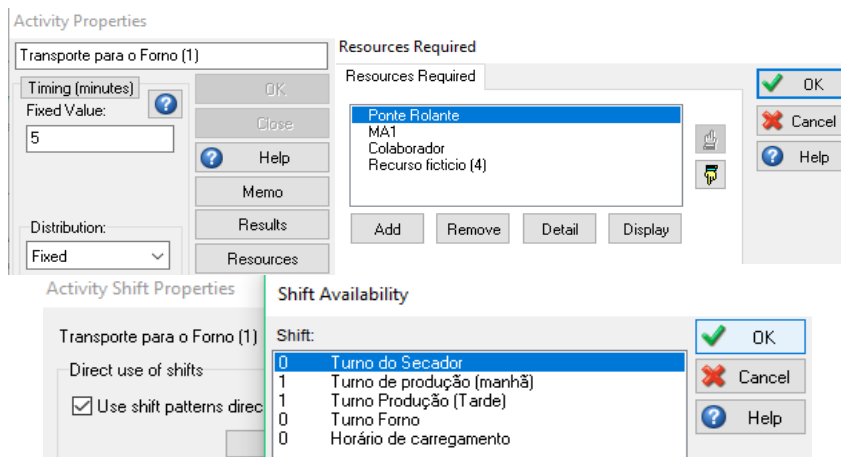 Activity Properties
Transporte para o Forno (1)
Timing (minutes)
Fixed Value:
5
Distribution:
Fixed
OK
Close
Help
Memo
Results
Resources
Resources Required
Resources Required
Ponte Rolante
MA1
Colaborador
Recurso ficticio (4)
Add Remove Detail Display
OK
Cancel
Help
Activity Shift Properties
Transporte para o Forno (1)
Direct use of shifts
Use shift patterns direc
Shift Availability
Shift:
0 Turno do Secador
1 Turno de produção (manhã)
1 Turno Produção (Tarde)
0 Turno Forno
0 Horário de carregamento
OK
Cancel
Help